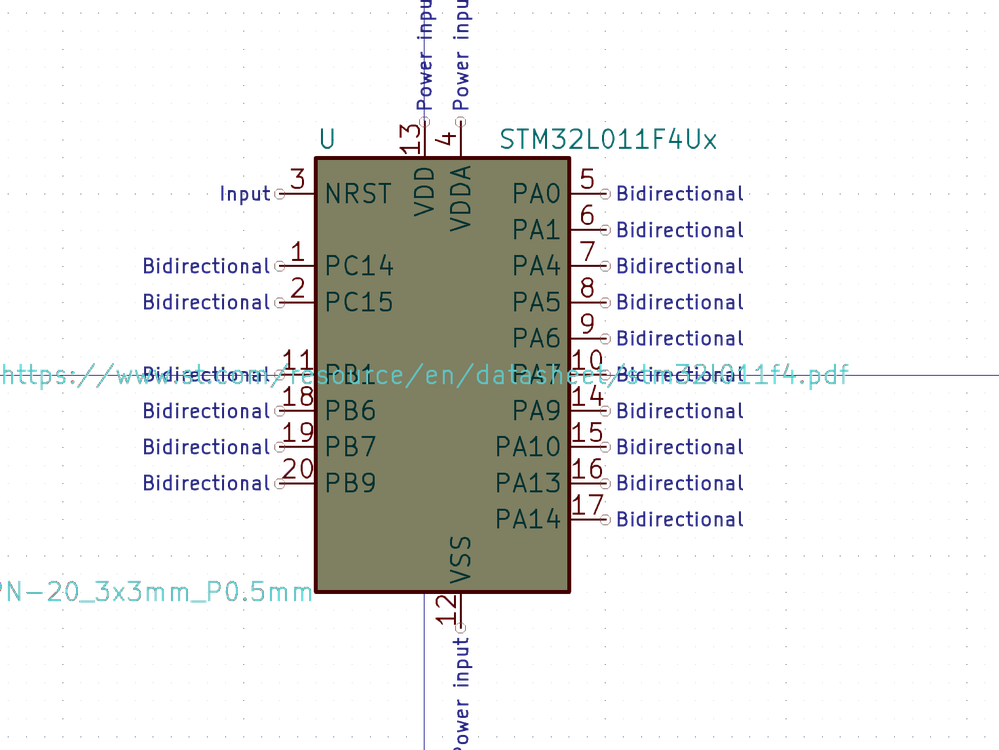 Power inpu
Power inpu
13
4
U
STM32L011F4Ux
VDD
VDDA
Input 3 NRST
PA0 5 Bidirectional
PA1 6 Bidirectional
Bidirectional 1 PC14
PA4 7 Bidirectional
Bidirectional 2 PC15
PA5 8 Bidirectional
PA6 9 Bidirectional
Bidirectional 11 PB1
PA7 10 Bidirectional
https://www.st.com/resource/en/datasheet/stm32l011f4.pdf
Bidirectional 18 PB6
PA9 14 Bidirectional
Bidirectional 19 PB7
PA10 15 Bidirectional
Bidirectional 20 PB9
PA13 16 Bidirectional
PA14 17 Bidirectional
VSS
PN-20_3x3mm_P0.5mm
12
Power input